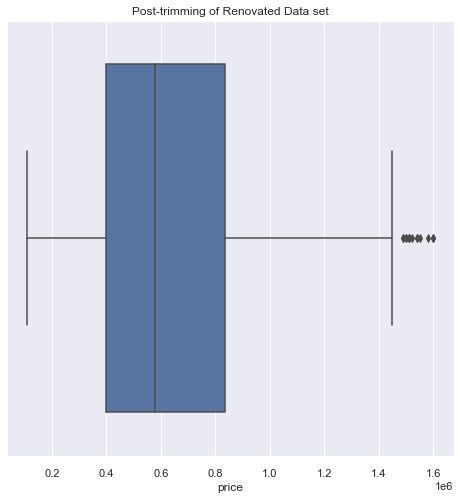 Post-trimming of Renovated Data set
0.2 0.4 0.6 0.8 1.0 1.2 1.4 1.6
1e6
price